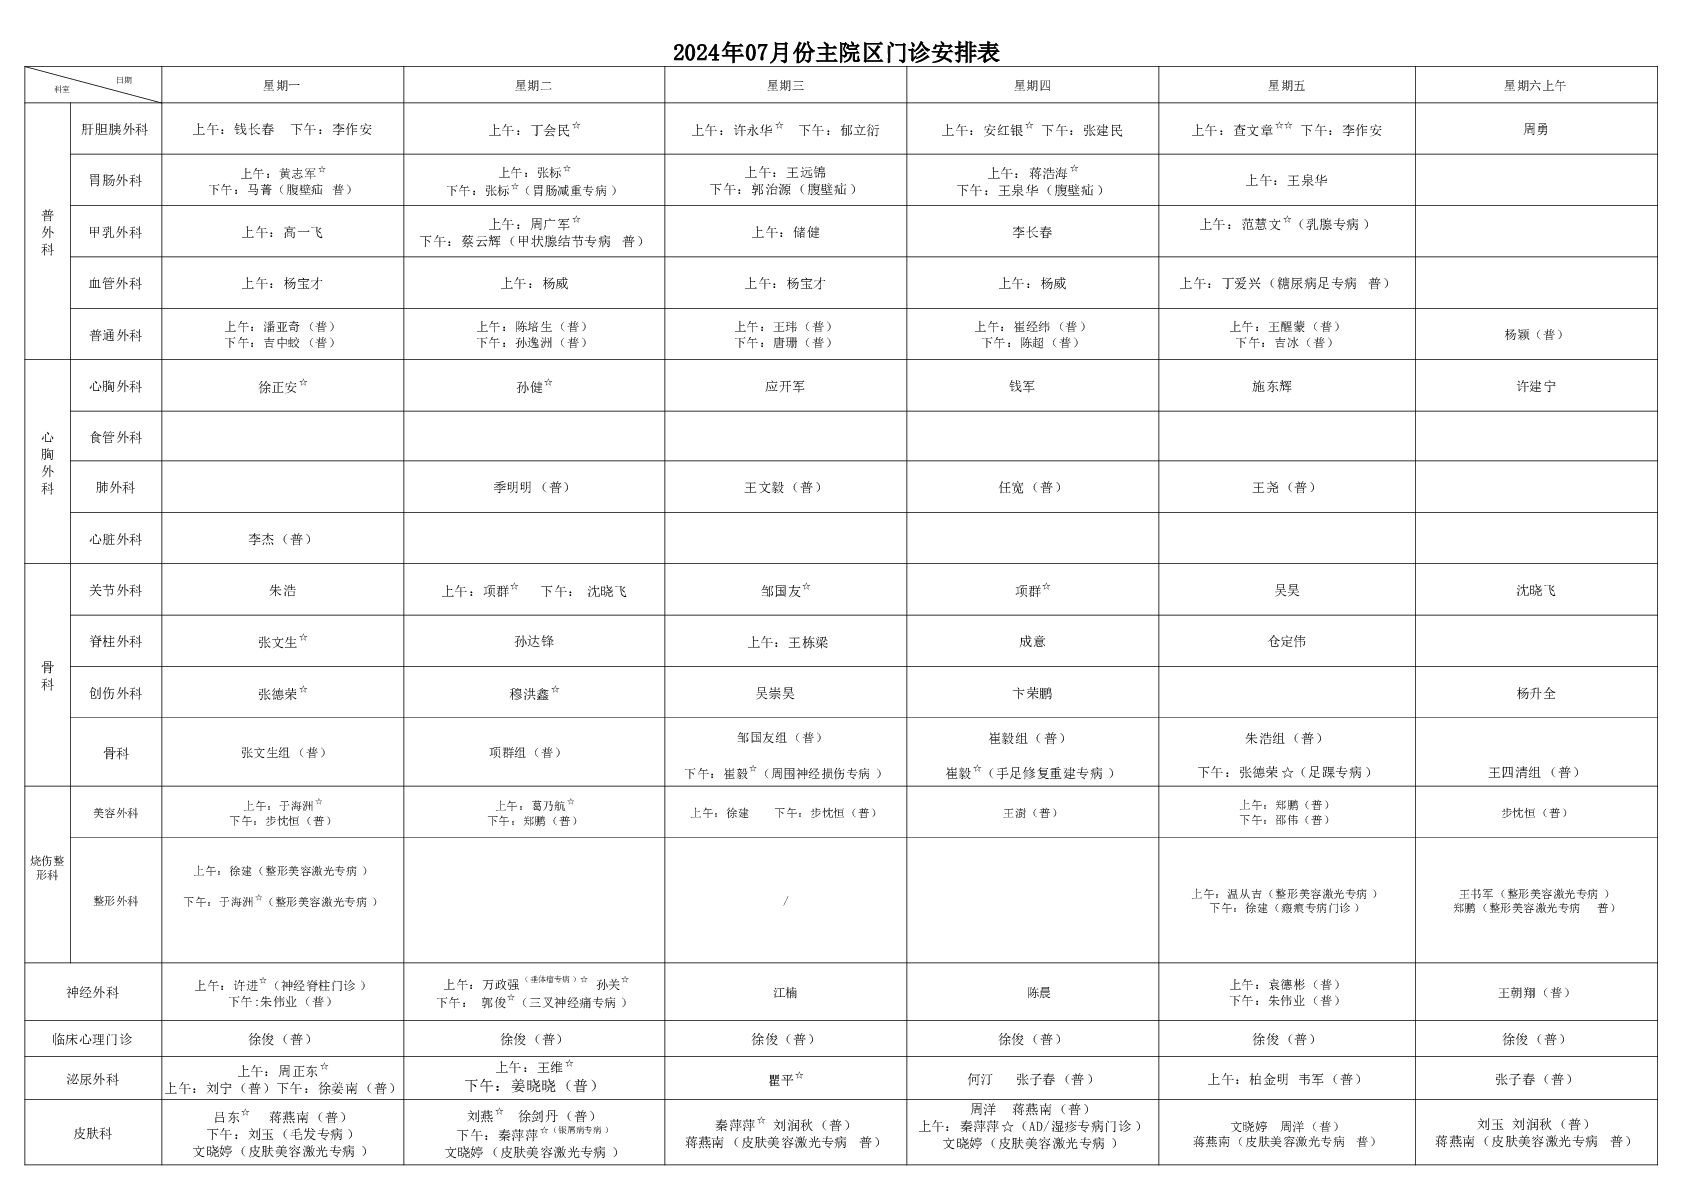 2024年07月份主院区门诊安排表
日期
科室
星期一
星期二
星期三
星期四
星期五
星期六上午
普外科
肝胆胰外科
上午：钱长春 下午：李作安
上午：丁会民☆
上午：许永华☆ 下午：郁立衍
上午：安红银☆ 下午：张建民
上午：查文章☆☆ 下午：李作安
周勇
胃肠外科
上午：黄志军☆
下午：马菁（腹壁疝 普）
上午：张标☆
下午：张标☆（胃肠减重专病）
上午：王远锦
下午：郭治源（腹壁疝）
上午：蒋浩海☆
下午：王泉华（腹壁疝）
上午：王泉华
甲乳外科
上午：高一飞
上午：周广军☆
下午：蔡云辉（甲状腺结节专病 普）
上午：储健
李长春
上午：范慧文☆（乳腺专病）
血管外科
上午：杨宝才
上午：杨威
上午：杨宝才
上午：杨威
上午：丁爱兴（糖尿病足专病 普）
普通外科
上午：潘亚奇（普）
下午：吉中蛟（普）
上午：陈培生（普）
下午：孙逸洲（普）
上午：王玮（普）
下午：唐珊（普）
上午：崔经纬（普）
下午：陈超（普）
上午：王醒蒙（普）
下午：吉冰（普）
杨颖（普）
心胸外科
心胸外科
徐正安☆
孙健☆
应开军
钱军
施东辉
许建宁
食管外科
肺外科
季明明（普）
王文毅（普）
任宽（普）
王尧（普）
心脏外科
李杰（普）
骨科
关节外科
朱浩
上午：项群☆ 下午： 沈晓飞
邹国友☆
项群☆
吴昊
沈晓飞
脊柱外科
张文生☆
孙达锋
上午：王栋梁
成意
仓定伟
创伤外科
张德荣☆
穆洪鑫☆
吴崇昊
卞荣鹏
杨升全
骨科
张文生组（普）
项群组（普）
邹国友组（普）
下午：崔毅☆（周围神经损伤专病）
崔毅组（普）
崔毅☆（手足修复重建专病）
朱浩组（普）
下午：张德荣☆（足踝专病）
王四清组（普）
烧伤整
形科
美容外科
上午：于海洲☆
下午：步忱恒（普）
上午：葛乃航☆
下午：郑鹏（普）
上午：徐建 下午：步忱恒（普）
王澍（普）
上午：郑鹏（普）
下午：邵伟（普）
步忱恒（普）
整形外科
上午：徐建（整形美容激光专病）
下午：于海洲☆（整形美容激光专病）
/
上午：温从吉（整形美容激光专病）
下午：徐建（瘢痕专病门诊）
王书军（整形美容激光专病）
郑鹏（整形美容激光专病 普）
神经外科
上午：许进☆（神经脊柱门诊）
下午:朱伟业（普）
上午：万政强（垂体瘤专病）☆ 孙关☆
下午： 郭俊☆（三叉神经痛专病）
江楠
陈晨
上午：袁德彬（普）
下午：朱伟业（普）
王朝翔（普）
临床心理门诊
徐俊（普）
徐俊（普）
徐俊（普）
徐俊（普）
徐俊（普）
徐俊（普）
泌尿外科
上午：周正东☆
上午：刘宁（普）下午：徐姜南（普）
上午：王维☆
下午：姜晓晓（普）
瞿平☆
何汀 张子春（普）
上午：柏金明 韦军（普）
张子春（普）
皮肤科
吕东☆ 蒋燕南（普）
下午：刘玉（毛发专病）
文晓婷（皮肤美容激光专病）
刘燕☆ 徐剑丹（普）
下午：秦萍萍☆（银屑病专病）
文晓婷（皮肤美容激光专病）
秦萍萍☆ 刘润秋（普）
蒋燕南（皮肤美容激光专病 普）
周洋 蒋燕南（普）
上午：秦萍萍☆（AD/湿疹专病门诊）
文晓婷（皮肤美容激光专病）
文晓婷 周洋（普）
蒋燕南（皮肤美容激光专病 普）
刘玉 刘润秋（普）
蒋燕南（皮肤美容激光专病 普）